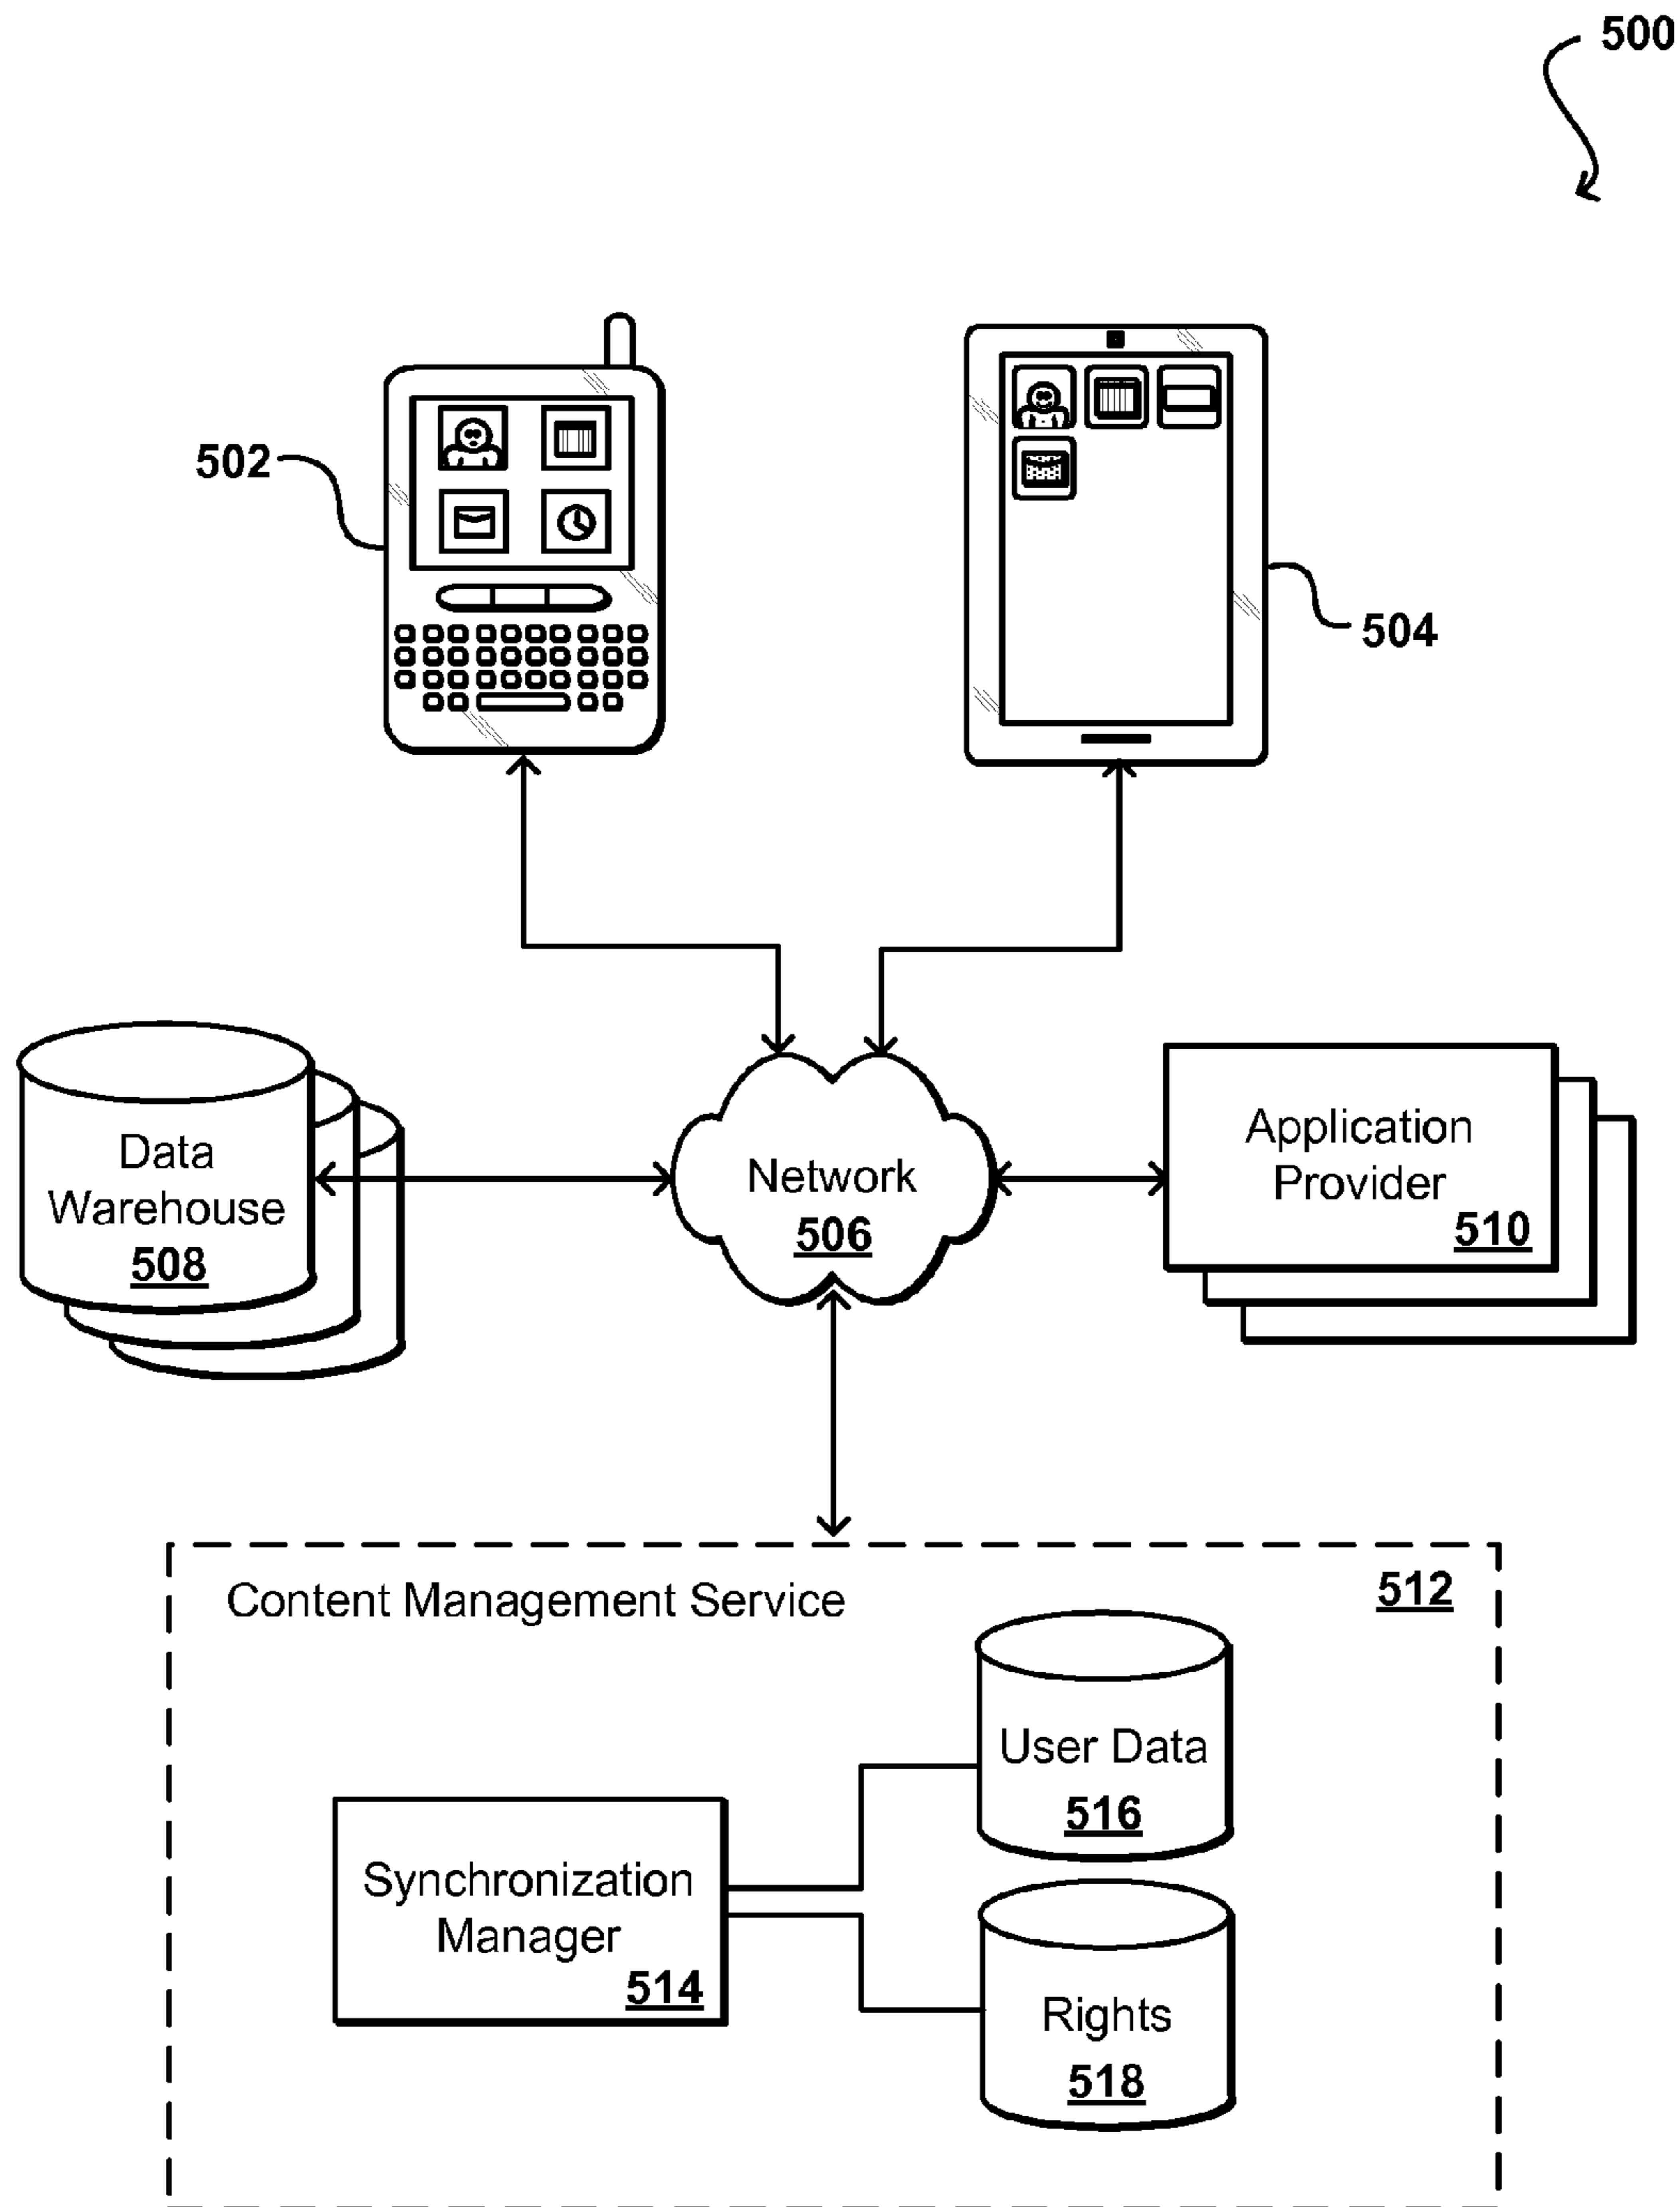 500
502
504
Data
Warehouse
508
Network
506
Application
Provider
510
Content Management Service
512
User Data
516
Synchronization
Manager
514
Rights
518